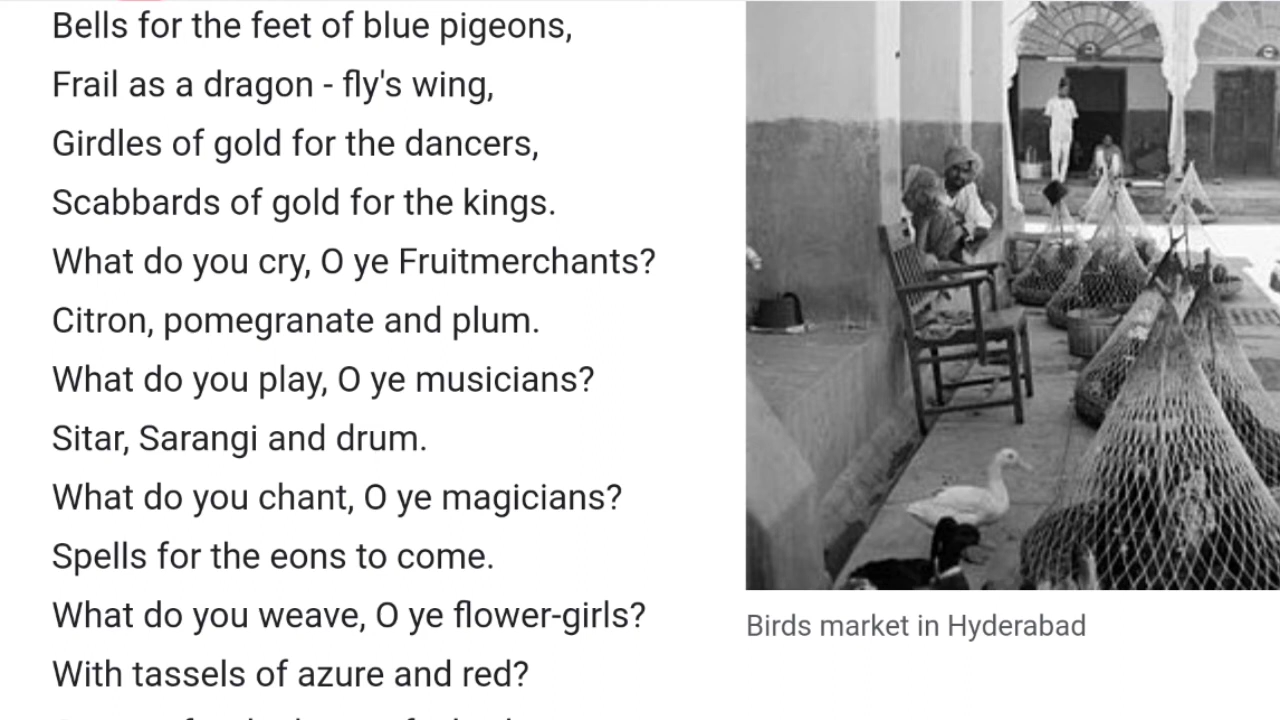 Bells for the feet of blue pigeons,
Frail as a dragon - fly's wing,
Girdles of gold for the dancers,
Scabbards of gold for the kings.
What do you cry, O ye Fruitmerchants?
Citron, pomegranate and plum.
What do you play, O ye musicians?
Sitar, Sarangi and drum.
What do you chant, O ye magicians?
Spells for the eons to come.
What do you weave, O ye flower-girls?
With tassels of azure and red?
Birds market in Hyderabad